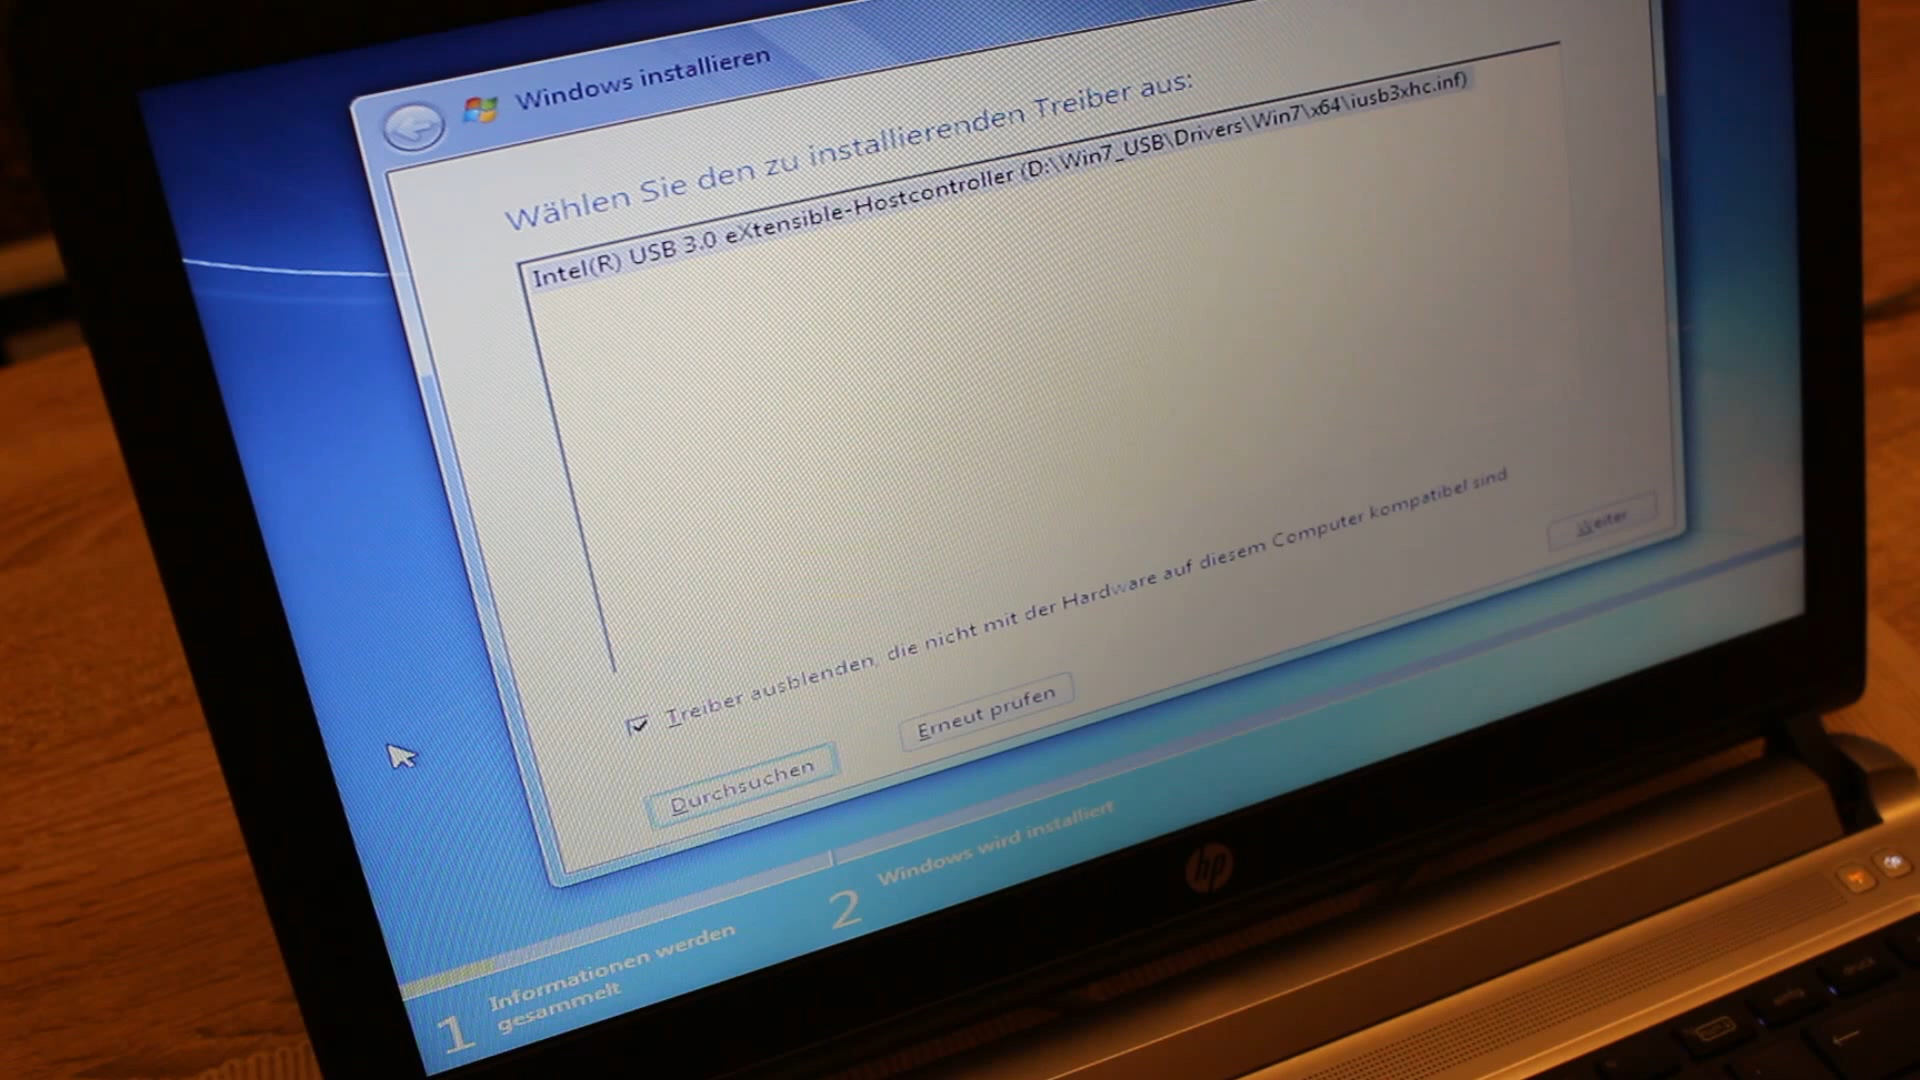 Windows installieren
Wählen Sie den zu installierenden Treiber aus:
Intel(R) USB 3.0 eXtensible-Hostcontroller (D:\Win7_USB\Drivers\Win7\x64\iusb3xhc.inf)
Treiber ausblenden, die nicht mit der Hardware auf diesem Computer kompatibel sind
Durchsuchen
Erneut prüfen
Weiter
1 Informationen werden
gesammelt
2 Windows wird installiert
hp